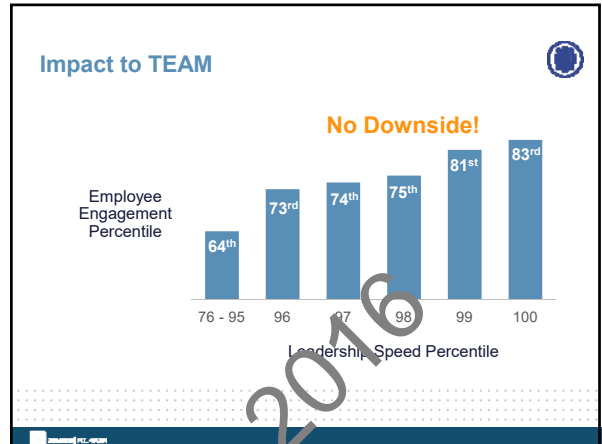 Impact to TEAM
No Downside!
Employee
Engagement
Percentile
64th
73rd
74th
75th
81st
83rd
76 - 95
96
97
98
99
100
Leadership Speed Percentile
2016